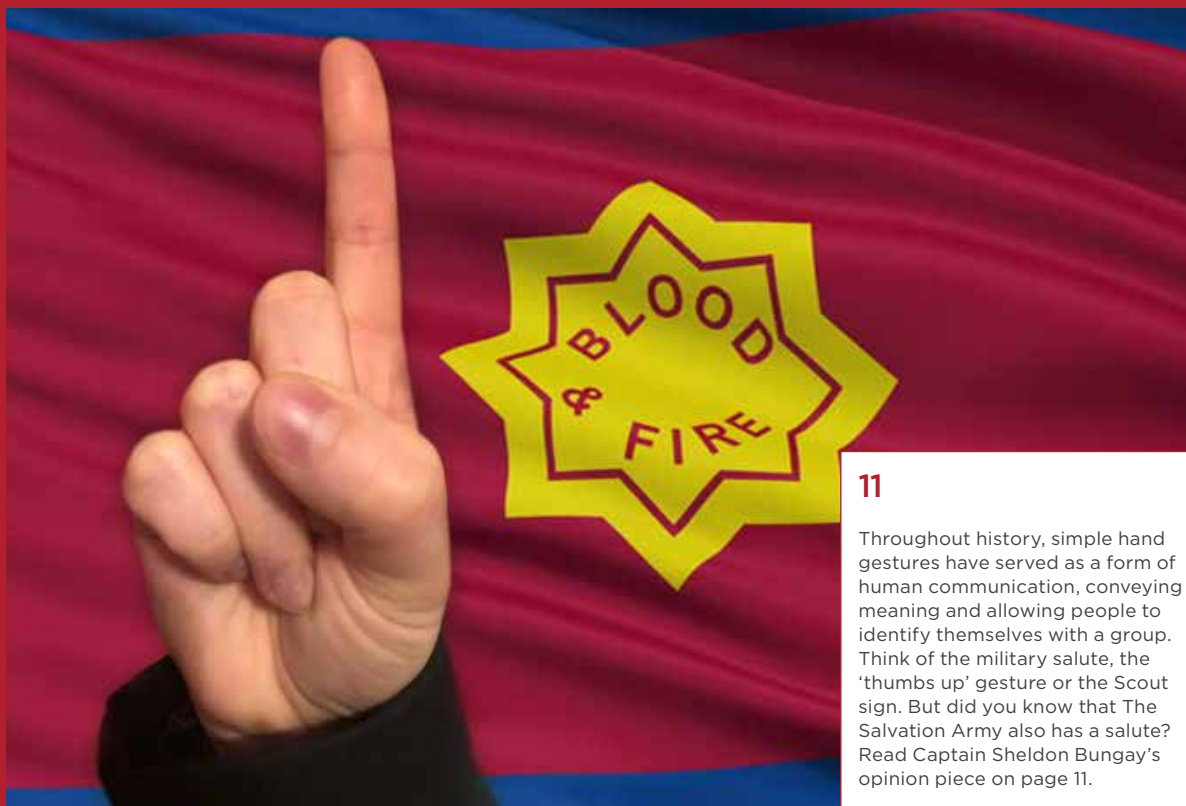 & BLOOD
FIRE
11
Throughout history, simple hand
gestures have served as a form of
human communication, conveying
meaning and allowing people to
identify themselves with a group.
Think of the military salute, the
‘thumbs up’ gesture or the Scout
sign. But did you know that The
Salvation Army also has a salute?
Read Captain Sheldon Bungay’s
opinion piece on page 11.